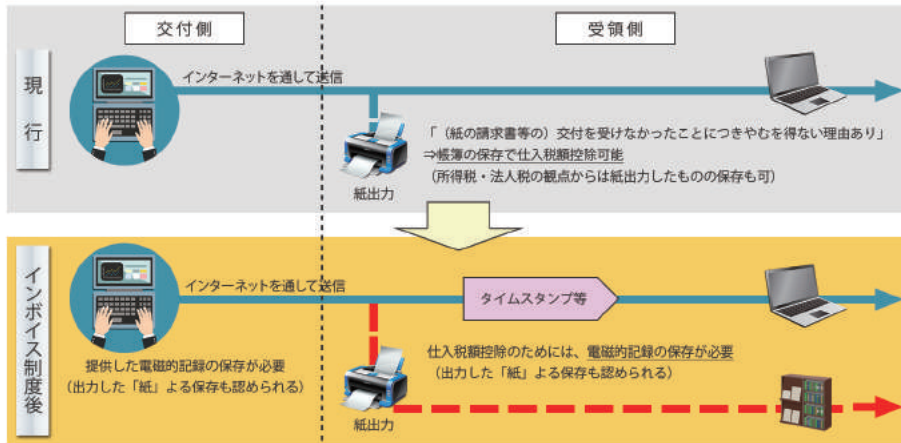 交付側
受領側
現行
インターネットを通して送信
「(紙の請求書等の)交付を受けなかったことにつきやむを得ない理由あり」
⇒帳簿の保存で仕入税額控除可能
(所得税・法人税の観点からは紙出力したものの保存も可)
紙出力
インボイス制度後
インターネットを通して送信
タイムスタンプ等
提供した電磁的記録の保存が必要
(出力した「紙」よる保存も認められる)
仕入税額控除のためには、電磁的記録の保存が必要
(出力した「紙」よる保存も認められる)
紙出力